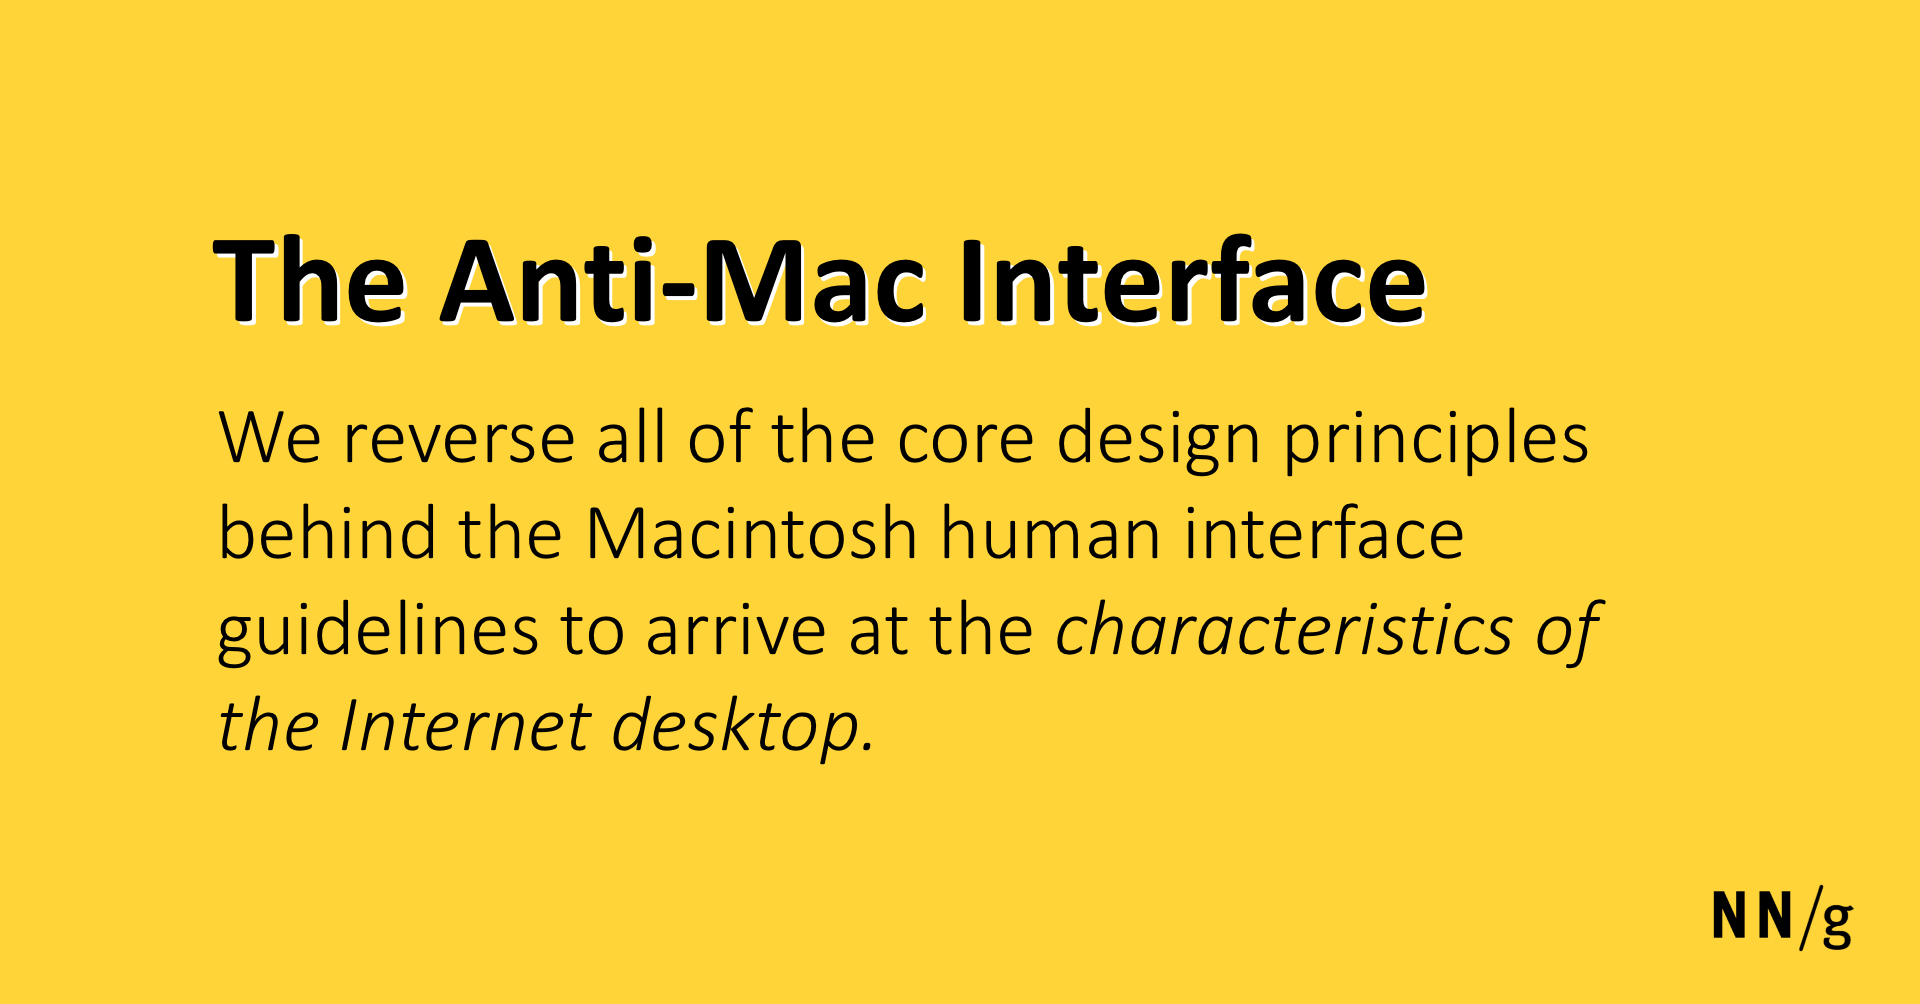 The Anti-Mac Interface
We reverse all of the core design principles
behind the Macintosh human interface
guidelines to arrive at the characteristics of
the Internet desktop.
NN/g